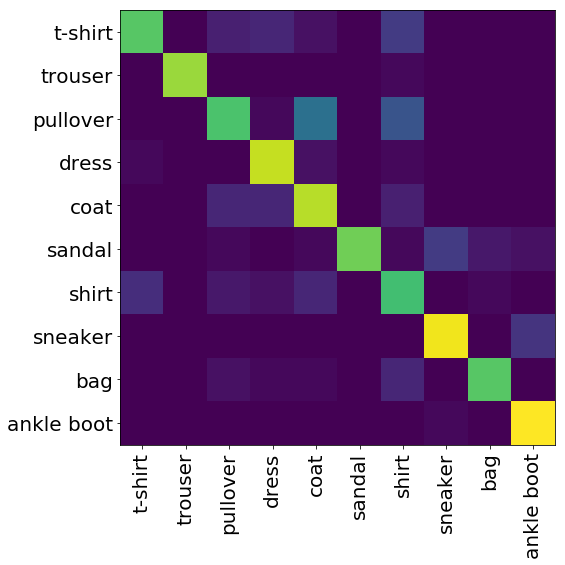 t-shirt
trouser
pullover
dress
coat
sandal
shirt
sneaker
bag
ankle boot
t-shirt
trouser
pullover
dress
coat
sandal
shirt
sneaker
bag
ankle boot